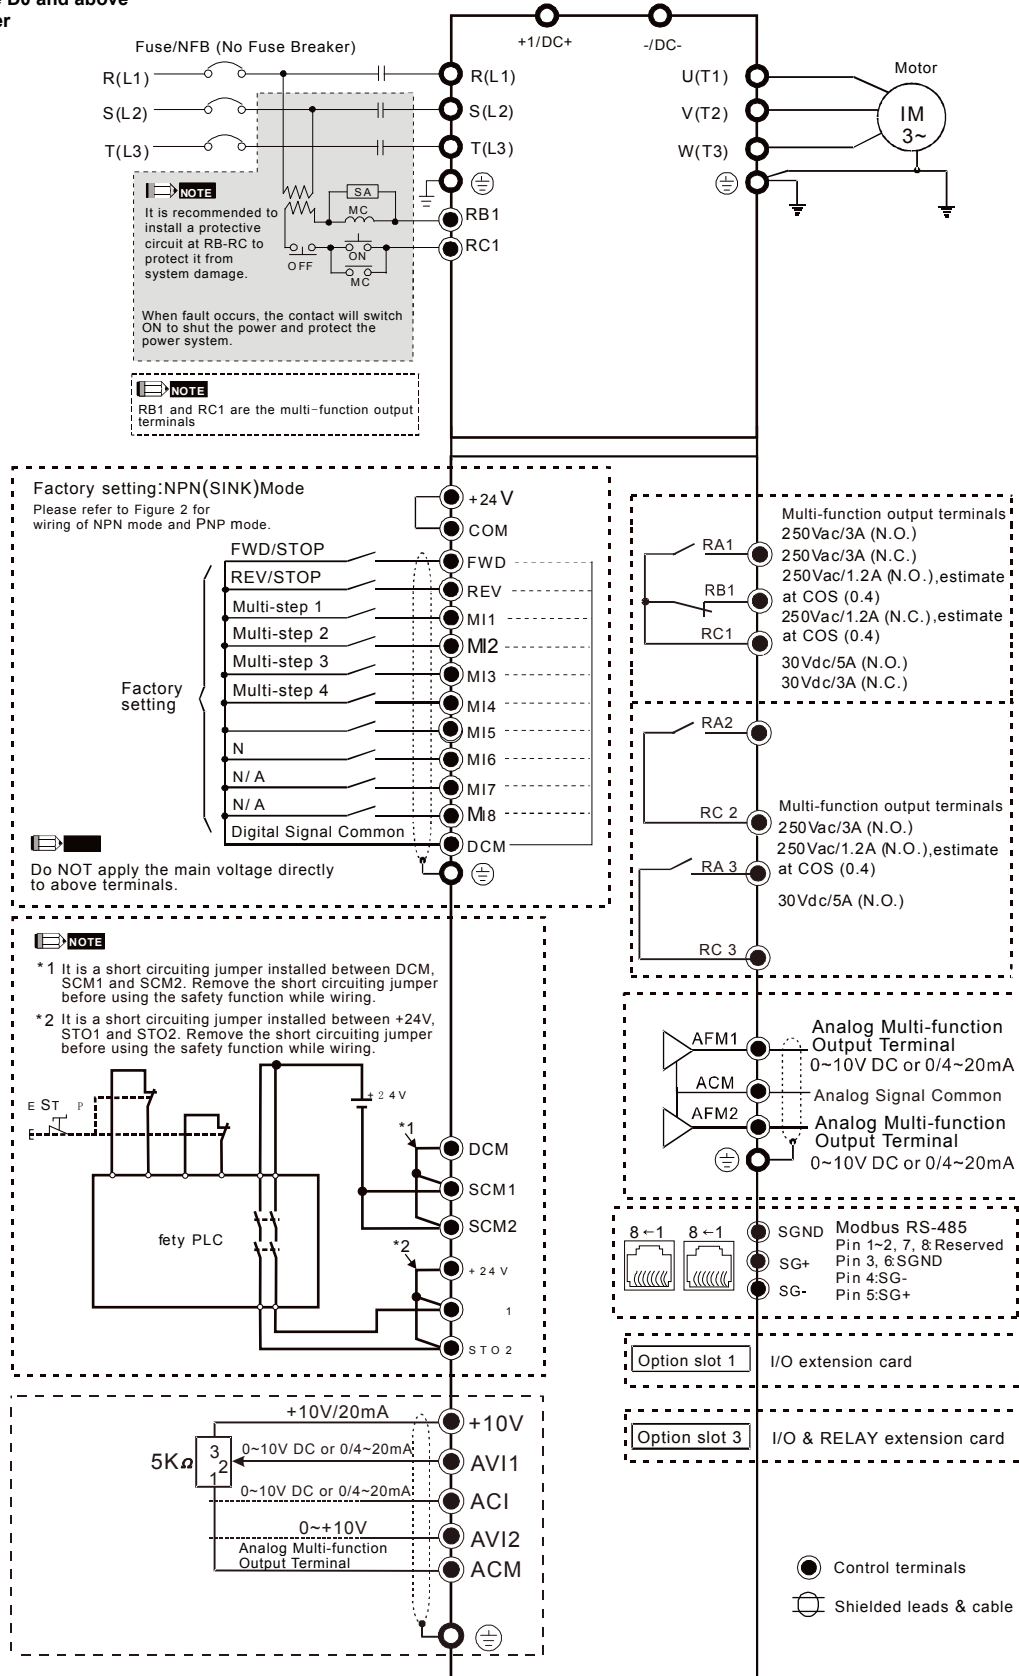 D0 and above
er
Fuse/NFB (No Fuse Breaker)
R(L1)
S(L2)
T(L3)
NOTE
It is recommended to
install a protective
circuit at RB-RC to
protect it from
system damage.
When fault occurs, the contact will switch
ON to shut the power and protect the
power system.
SA
MC
OFF
ON
MC
NOTE
RB1 and RC1 are the multi-function output
terminals
+1/DC+
-/DC-
R(L1)
S(L2)
T(L3)
RB1
RC1
U(T1)
V(T2)
W(T3)
Motor
IM
3~
Factory setting:NPN(SINK)Mode
Please refer to Figure 2 for
wiring of NPN mode and PNP mode.
+24V
COM
FWD/STOP
FWD
REV/STOP
REV
Multi-step 1
MI1
Multi-step 2
MI2
Multi-step 3
MI3
Multi-step 4
MI4
Factory
setting
MI5
N
MI6
N/A
MI7
N/A
MI8
Digital Signal Common
DCM
Do NOT apply the main voltage directly
to above terminals.
RA1
RB1
RC1
Multi-function output terminals
250Vac/3A (N.O.)
250Vac/3A (N.C.)
250Vac/1.2A (N.O.),estimate
at COS (0.4)
250Vac/1.2A (N.C.),estimate
at COS (0.4)
30Vdc/5A (N.O.)
30Vdc/3A (N.C.)
RA2
RC 2
RA 3
RC 3
Multi-function output terminals
250Vac/3A (N.O.)
250Vac/1.2A (N.O.),estimate
at COS (0.4)
30Vdc/5A (N.O.)
NOTE
*1 It is a short circuiting jumper installed between DCM,
SCM1 and SCM2. Remove the short circuiting jumper
before using the safety function while wiring.
*2 It is a short circuiting jumper installed between +24V,
STO1 and STO2. Remove the short circuiting jumper
before using the safety function while wiring.
E ST P
E
+24V
*1
DCM
SCM1
SCM2
fety PLC
*2
+24V
1
STO2
AFM1
ACM
AFM2
Analog Multi-function
Output Terminal
0~10V DC or 0/4~20mA
Analog Signal Common
Analog Multi-function
Output Terminal
0~10V DC or 0/4~20mA
8←1
8←1
SGND
SG+
SG-
Modbus RS-485
Pin 1~2, 7, 8:Reserved
Pin 3, 6:SGND
Pin 4:SG-
Pin 5:SG+
Option slot 1
I/O extension card
Option slot 3
I/O & RELAY extension card
+10V/20mA
+10V
5KΩ
3
2
1
0~10V DC or 0/4~20mA
AVI1
0~10V DC or 0/4~20mA
ACI
0~+10V
AVI2
Analog Multi-function
Output Terminal
ACM
Control terminals
Shielded leads & cable